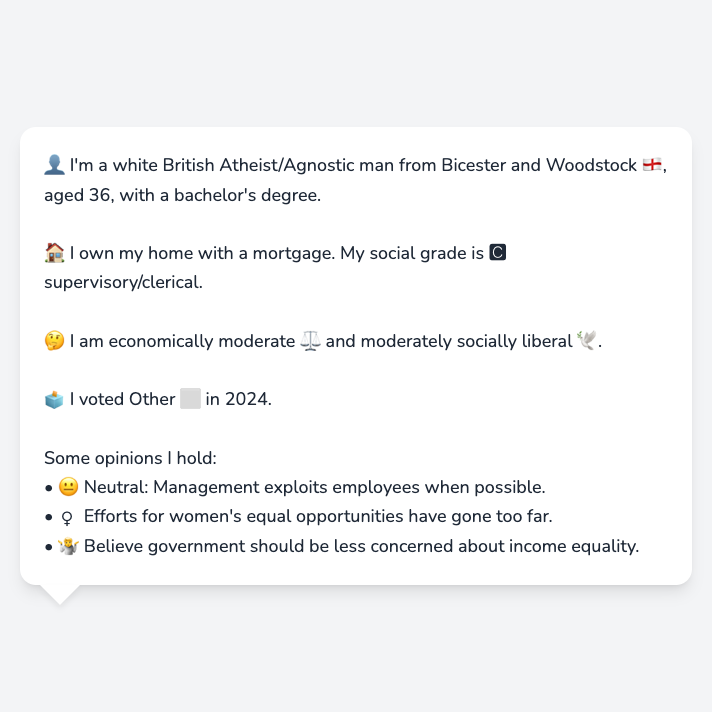 👤 I'm a white British Atheist/Agnostic man from Bicester and Woodstock 🏴󠁧󠁢󠁥󠁮󠁧󠁿,
aged 36, with a bachelor's degree.
🏠 I own my home with a mortgage. My social grade is 🅲
supervisory/clerical.
🤔 I am economically moderate ⚖️ and moderately socially liberal 🕊️.
🗳️ I voted Other ⬜ in 2024.
Some opinions I hold:
• 😐 Neutral: Management exploits employees when possible.
• ♀ Efforts for women's equal opportunities have gone too far.
• 🤷 Believe government should be less concerned about income equality.